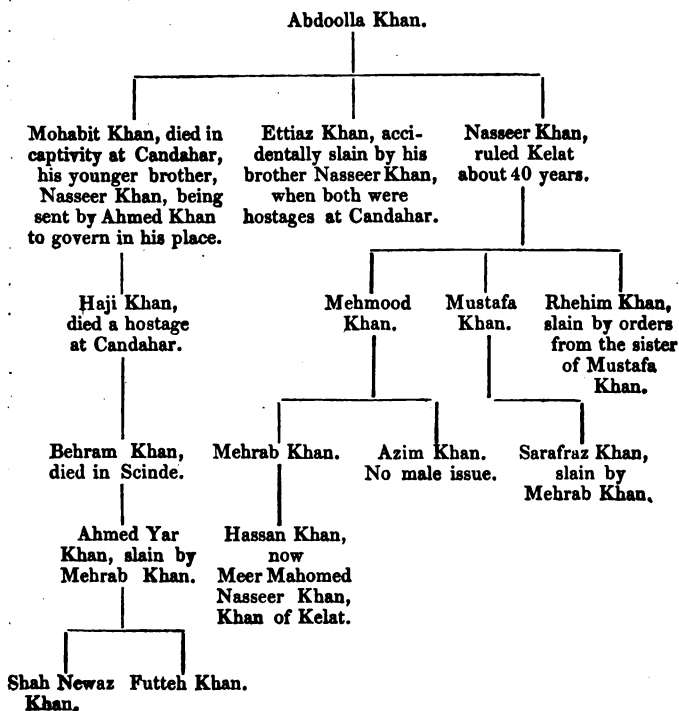 Abdoolla Khan.
Mohabit Khan, died in
captivity at Candahar,
his younger brother,
Nasseer Khan, being
sent by Ahmed Khan
to govern in his place.
Ettiaz Khan, acci-
dentally slain by his
brother Nasseer Khan,
when both were
hostages at Candahar.
Nasseer Khan,
ruled Kelat
about 40 years.
Haji Khan,
died a hostage
at Candahar.
Mehmood
Khan.
Mustafa
Khan.
Rhehim Khan,
slain by orders
from the sister
of Mustafa
Khan.
Behram Khan,
died in Scinde.
Mehrab Khan.
Azim Khan.
No male issue.
Sarafraz Khan,
slain by
Mehrab Khan.
Ahmed Yar
Khan, slain by
Mehrab Khan.
Hassan Khan,
now
Meer Mahomed
Nasseer Khan,
Khan of Kelat.
Shah Newaz
Khan.
Futteh Khan.